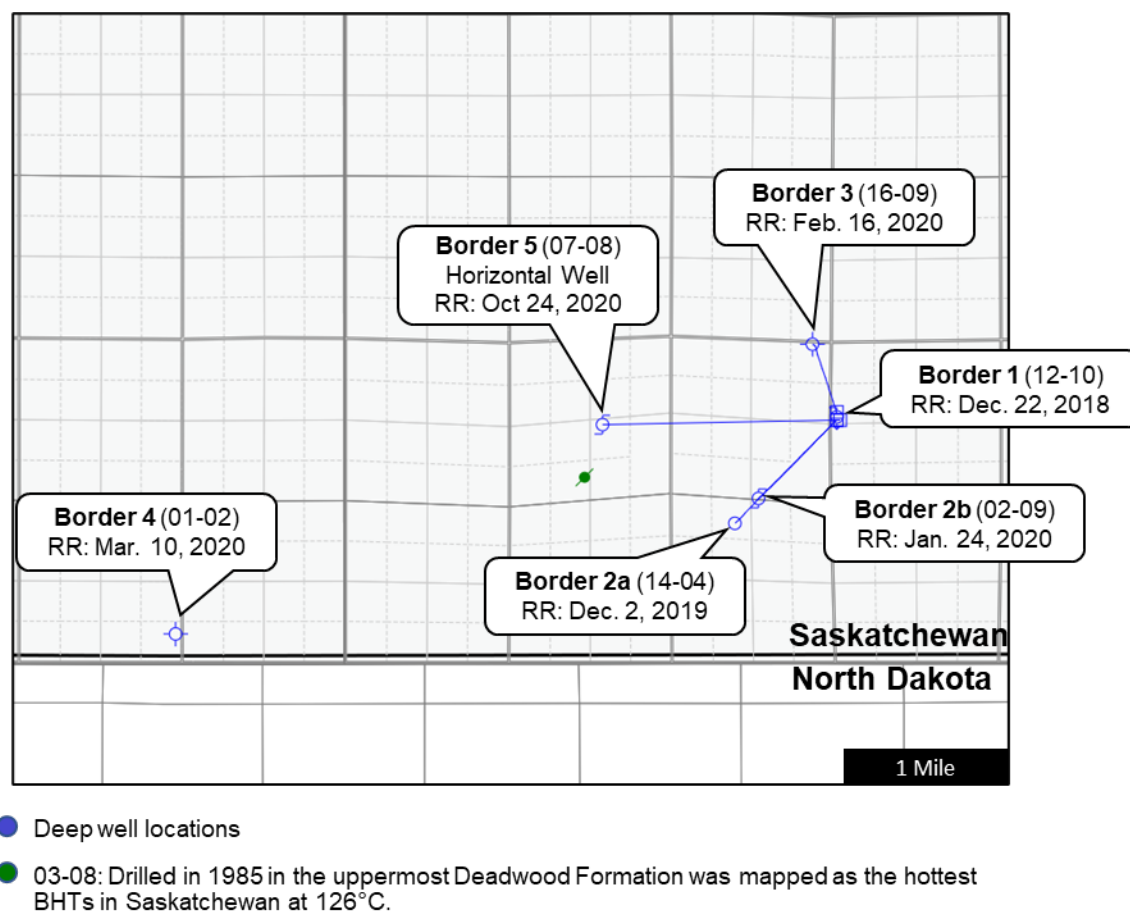 Border 3 (16-09)
RR: Feb. 16, 2020
Border 5 (07-08)
Horizontal Well
RR: Oct 24, 2020
Border 1 (12-10)
RR: Dec. 22, 2018
Border 4 (01-02)
RR: Mar. 10, 2020
Border 2b (02-09)
RR: Jan. 24, 2020
Border 2a (14-04)
RR: Dec. 2, 2019
Saskatchewan
North Dakota
1 Mile
Deep well locations
03-08: Drilled in 1985 in the uppermost Deadwood Formation was mapped as the hottest
BHTs in Saskatchewan at 126°C.